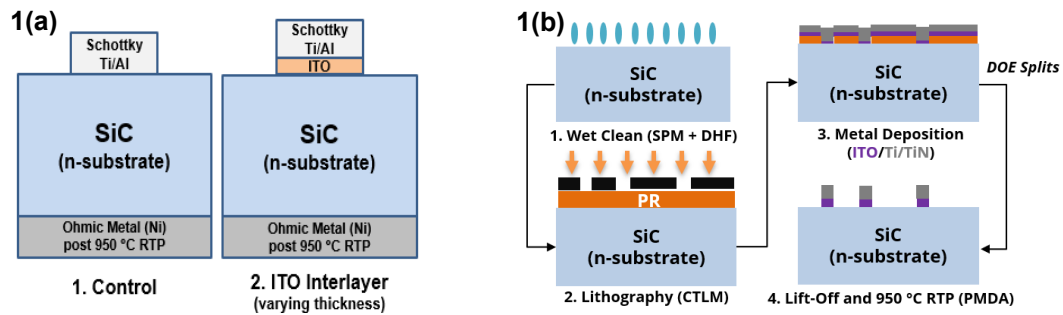 1(a)
Schottky
Ti/Al
SiC
(n-substrate)
Ohmic Metal (Ni)
post 950 °C RTP
1. Control
Schottky
Ti/Al
ITO
SiC
(n-substrate)
Ohmic Metal (Ni)
post 950 °C RTP
2. ITO Interlayer
(varying thickness)
1(b)
SiC
(n-substrate)
1. Wet Clean (SPM + DHF)
PR
SiC
(n-substrate)
2. Lithography (CTLM)
SiC
(n-substrate)
DOE Splits
3. Metal Deposition
(ITO/Ti/TiN)
SiC
(n-substrate)
4. Lift-Off and 950 °C RTP (PMDA)